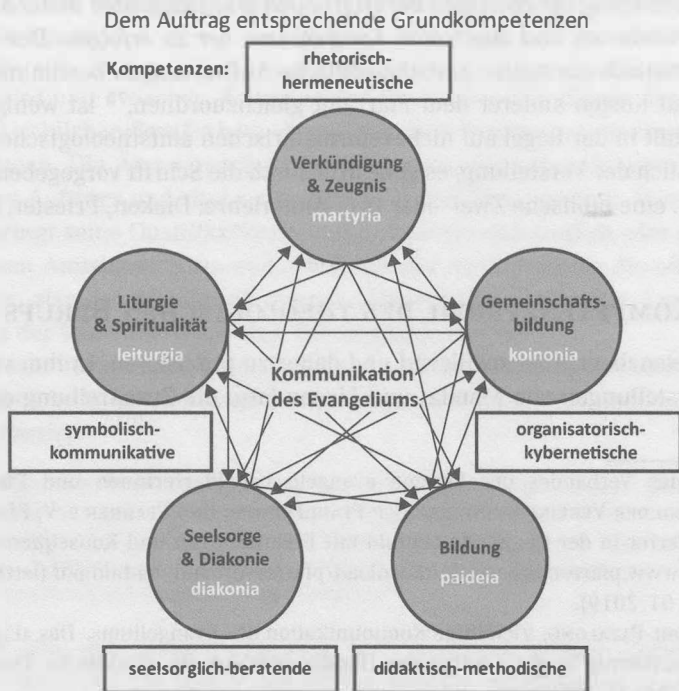 Dem Auftrag entsprechende Grundkompetenzen
Kompetenzen:
rhetorisch-
hermeneutische
Verkündigung
& Zeugnis
martyria
Liturgie
& Spiritualität
leiturgia
Gemeinschafts-
bildung
koinonia
Kommunikation
des Evangeliums
symbolisch-
kommunikative
organisatorisch-
kybernetische
Seelsorge
& Diakonie
diakonia
Bildung
paideia
seelsorglich-beratende
didaktisch-methodische